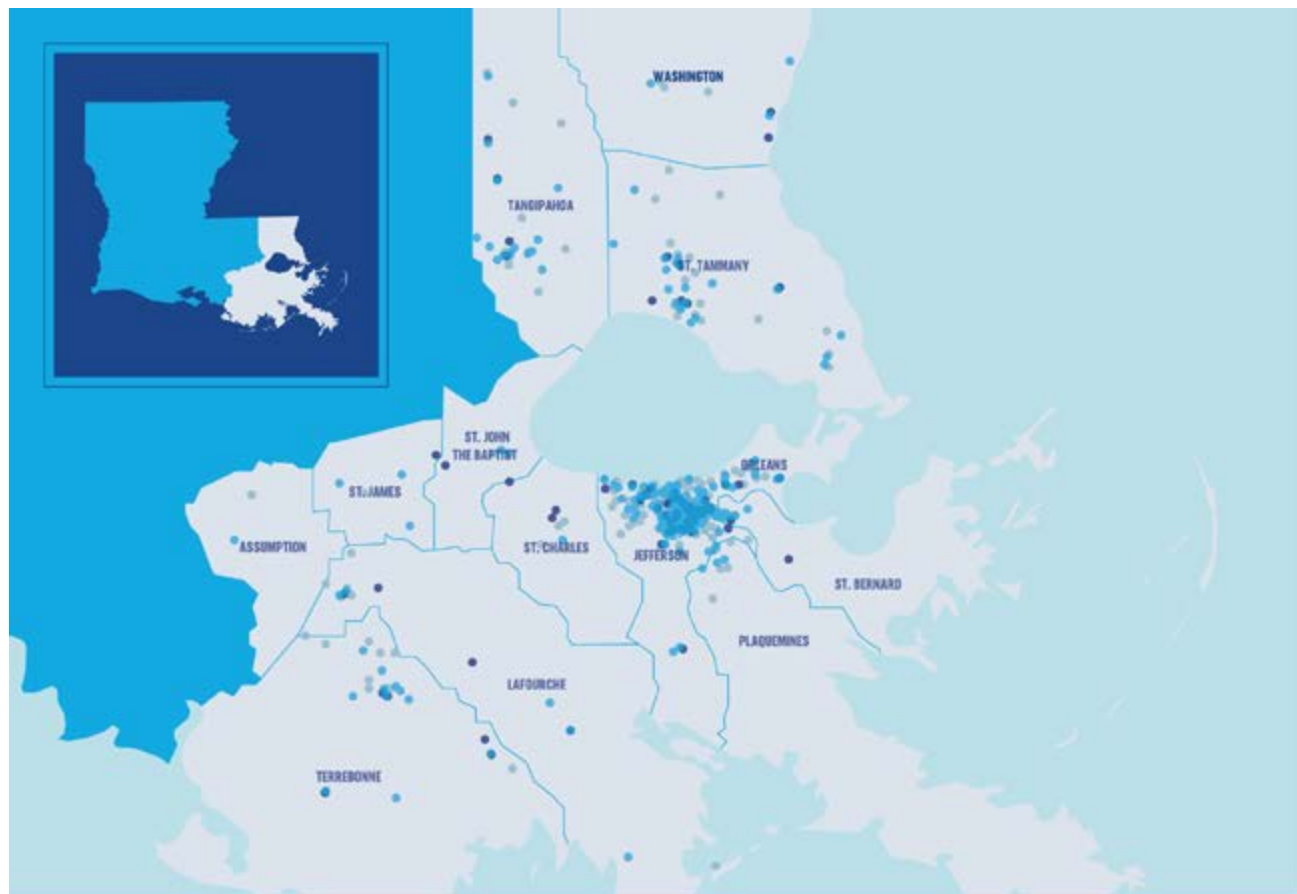 WASHINGTON
TANGIPAHOA
ST. TAMMANY
ST. JOHN
THE BAPTIST
ORLEANS
ST. JAMES
ASSUMPTION
ST. CHARLES
JEFFERSON
ST. BERNARD
PLAQUEMINES
LAFOURCHE
TERREBONNE